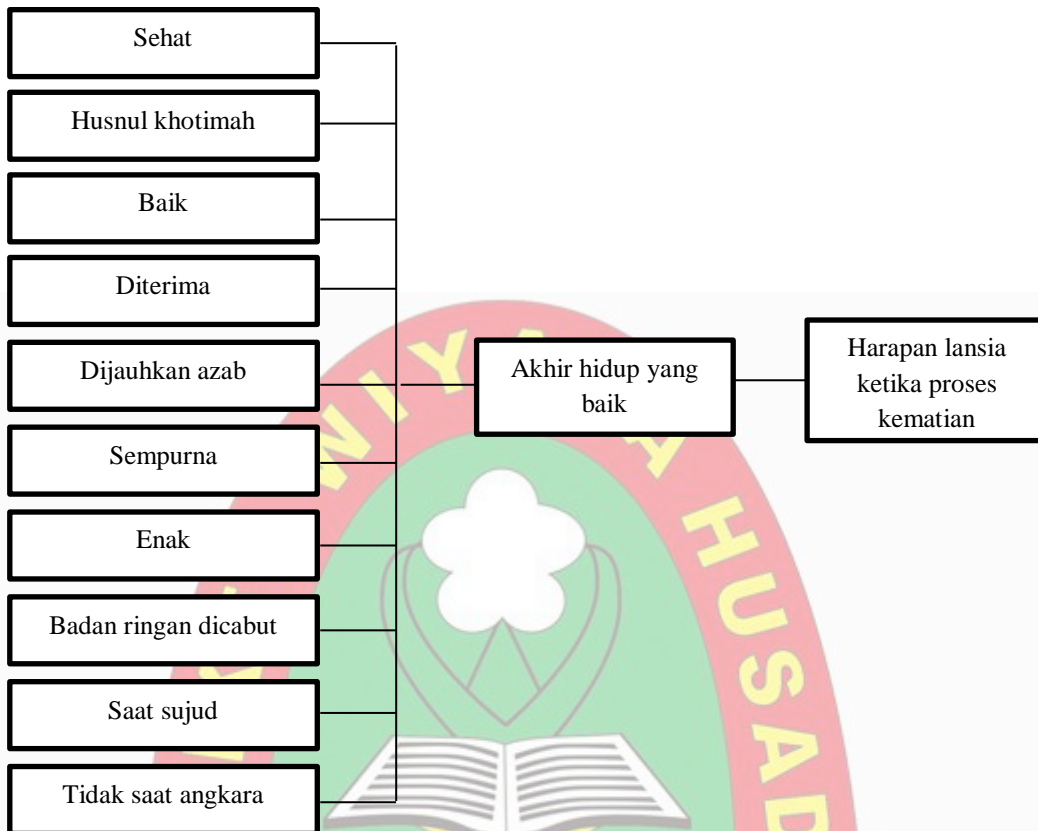 Sehat
Husnul khotimah
Baik
Diterima
Dijauhkan azab
Sempurna
Enak
Badan ringan dicabut
Saat sujud
Tidak saat angkara
Akhir hidup yang
baik
Harapan lansia
ketika proses
kematian
HUSAD